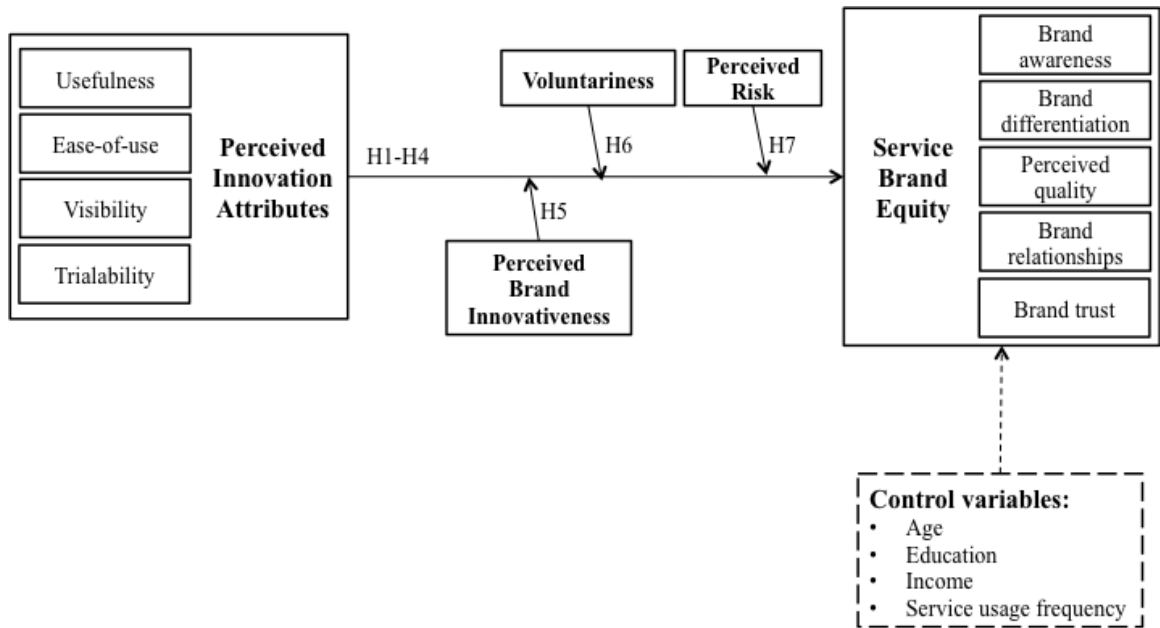 Usefulness
Ease-of-use
Visibility
Trialability
Perceived
Innovation
Attributes
H1-H4
Voluntariness
H6
Perceived
Risk
H7
H5
Perceived
Brand
Innovativeness
Service
Brand
Equity
Brand
awareness
Brand
differentiation
Perceived
quality
Brand
relationships
Brand trust
Control variables:
• Age
• Education
• Income
• Service usage frequency